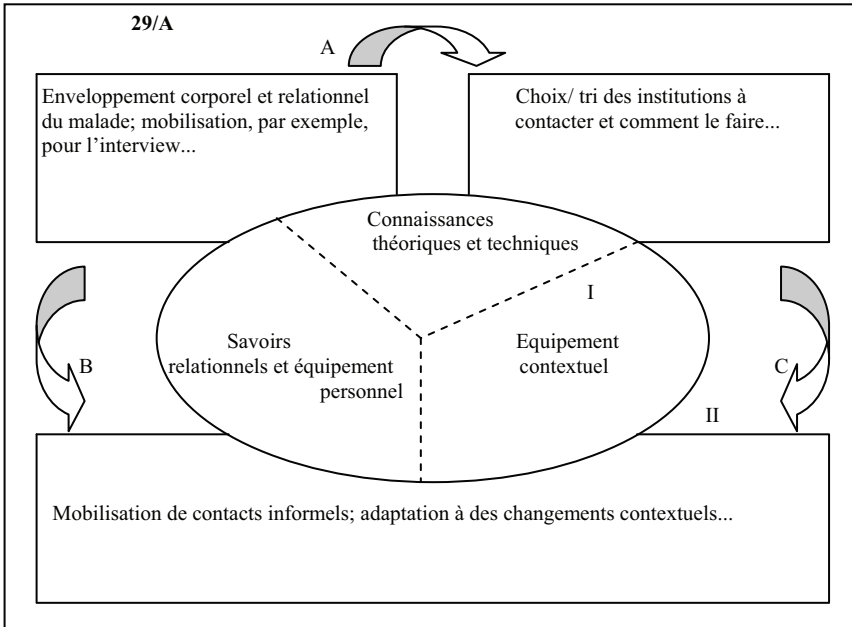 29/A
A
Enveloppement corporel et relationnel
du malade; mobilisation, par exemple,
pour l'interview...
Choix/ tri des institutions à
contacter et comment le faire...
Connaissances
théoriques et techniques
I
Savoirs
relationnels et équipement
personnel
Equipement
contextuel
B
C
II
Mobilisation de contacts informels; adaptation à des changements contextuels...